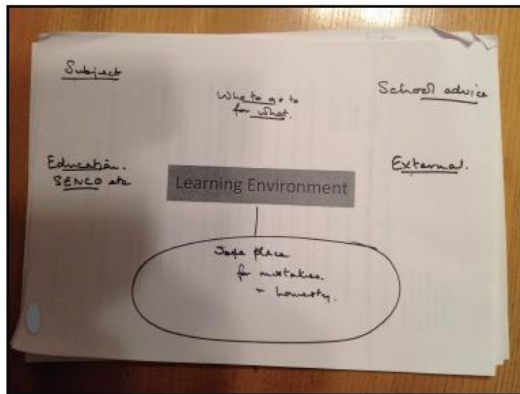 Subject
Who to go to
for what.
School advice
Education.
SENCO etc
External.
Learning Environment
Safe place
for mistakes
+ honesty.